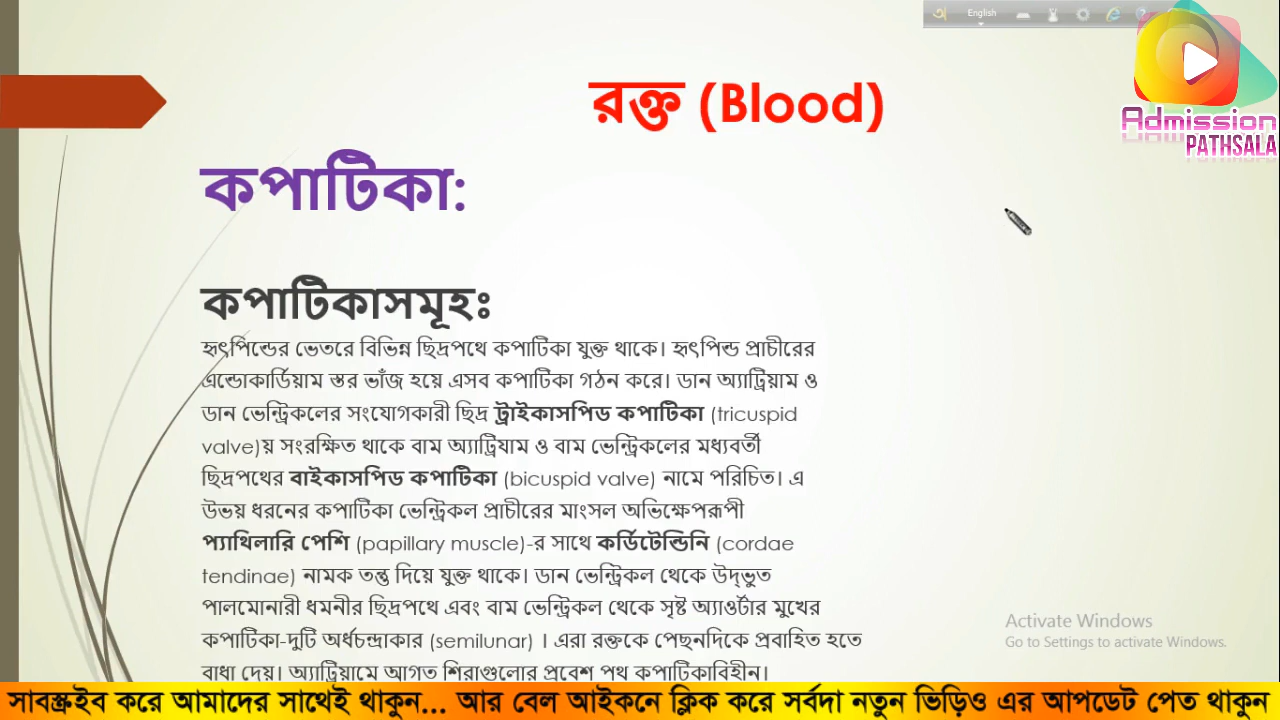 English
Admission
PATHSALA
রক্ত (Blood)
কপাটিকা:
কপাটিকাসমূহঃ
হৃৎপিন্ডের ভেতরে বিভিন্ন ছিদ্রপথে কপাটিকা যুক্ত থাকে। হৃৎপিন্ড প্রাচীরের
এন্ডোকার্ডিয়াম স্তর ভাঁজ হয়ে এসব কপাটিকা গঠন করে। ডান অ্যাট্রিয়াম ও
ডান ভেন্ট্রিকলের সংযোগকারী ছিদ্র ট্রাইকাসপিড কপাটিকা (tricuspid
valve)য় সংরক্ষিত থাকে বাম অ্যাট্রিযাম ও বাম ভেন্ট্রিকলের মধ্যবর্তী
ছিদ্রপথের বাইকাসপিড কপাটিকা (bicuspid valve) নামে পরিচিত। এ
উভয় ধরনের কপাটিকা ভেন্ট্রিকল প্রাচীরের মাংসল অভিক্ষেপরূপী
প্যাথিলারি পেশি (papillary muscle)-র সাথে কর্ডিটেন্ডিনি (cordae
tendinae) নামক তন্তু দিয়ে যুক্ত থাকে। ডান ভেন্ট্রিকল থেকে উদ্ভুত
পালমোনারী ধমনীর ছিদ্রপথে এবং বাম ভেন্ট্রিকল থেকে সৃষ্ট অ্যাওর্টার মুখের
কপাটিকা-দুটি অর্ধচন্দ্রাকার (semilunar) । এরা রক্তকে পেছনদিকে প্রবাহিত হতে
বাধা দেয়। অ্যাট্রিয়ামে আগত শিরাগুলোর প্রবেশ পথ কপাটিকাবিহীন।
Activate Windows
Go to Settings to activate Windows.
সাবস্ক্রইব করে আমাদের সাথেই থাকুন... আর বেল আইকনে ক্লিক করে সর্বদা নতুন ভিড়িও এর আপডেট পেত থাকুন